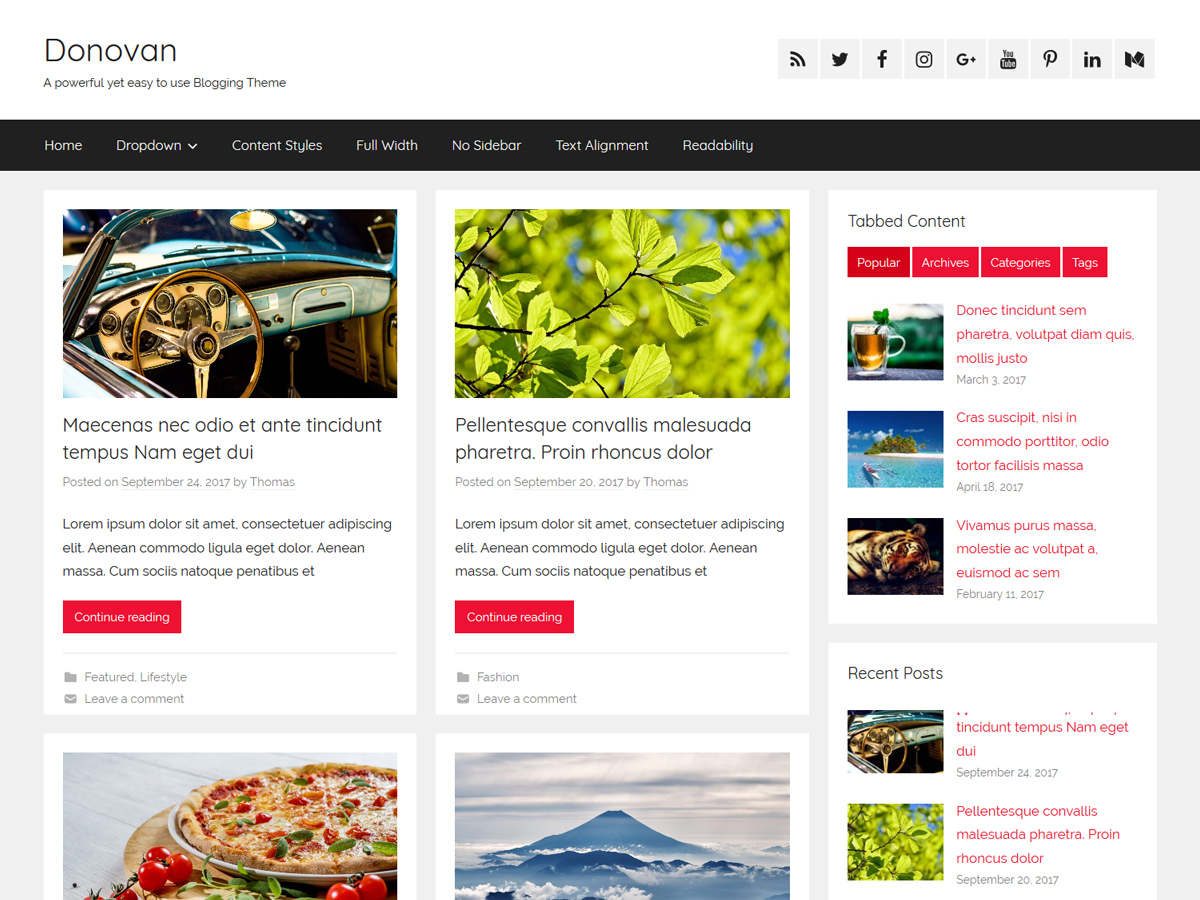 Donovan
A powerful yet easy to use Blogging Theme
You
Tube
Home Dropdown Content Styles Full Width No Sidebar Text Alignment Readability
Maecenas nec odio et ante tincidunt
tempus Nam eget dui
Posted on September 24, 2017 by Thomas
Lorem ipsum dolor sit amet, consectetuer adipiscing
elit. Aenean commodo ligula eget dolor. Aenean
massa. Cum sociis natoque penatibus et
Continue reading
Featured, Lifestyle
Leave a comment
Pellentesque convallis malesuada
pharetra. Proin rhoncus dolor
Posted on September 20, 2017 by Thomas
Lorem ipsum dolor sit amet, consectetuer adipiscing
elit. Aenean commodo ligula eget dolor. Aenean
massa. Cum sociis natoque penatibus et
Continue reading
Fashion
Leave a comment
Tabbed Content
Popular Archives Categories Tags
Donec tincidunt sem
pharetra, volutpat diam quis,
mollis justo
March 3, 2017
Cras suscipit, nisi in
commodo porttitor, odio
tortor facilisis massa
April 18, 2017
Vivamus purus massa,
molestie ac volutpat a,
euismod ac sem
February 11, 2017
Recent Posts
tincidunt tempus Nam eget
dui
September 24, 2017
Pellentesque convallis
malesuada pharetra. Proin
rhoncus dolor
September 20, 2017